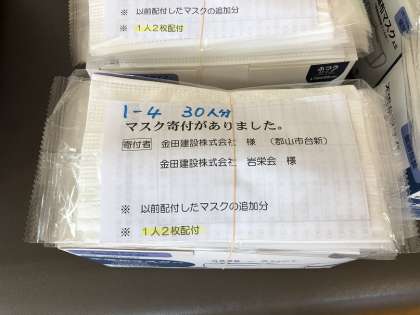 ※ 以前配付したマスクの追加分
※ １人２枚配付
1-4 30人分
マスク寄付がありました。
寄付者 金田建設株式会社 様 （郡山市台新）
金田建設株式会社 岩栄会 様
※ 以前配付したマスクの追加分
※ １人２枚配付